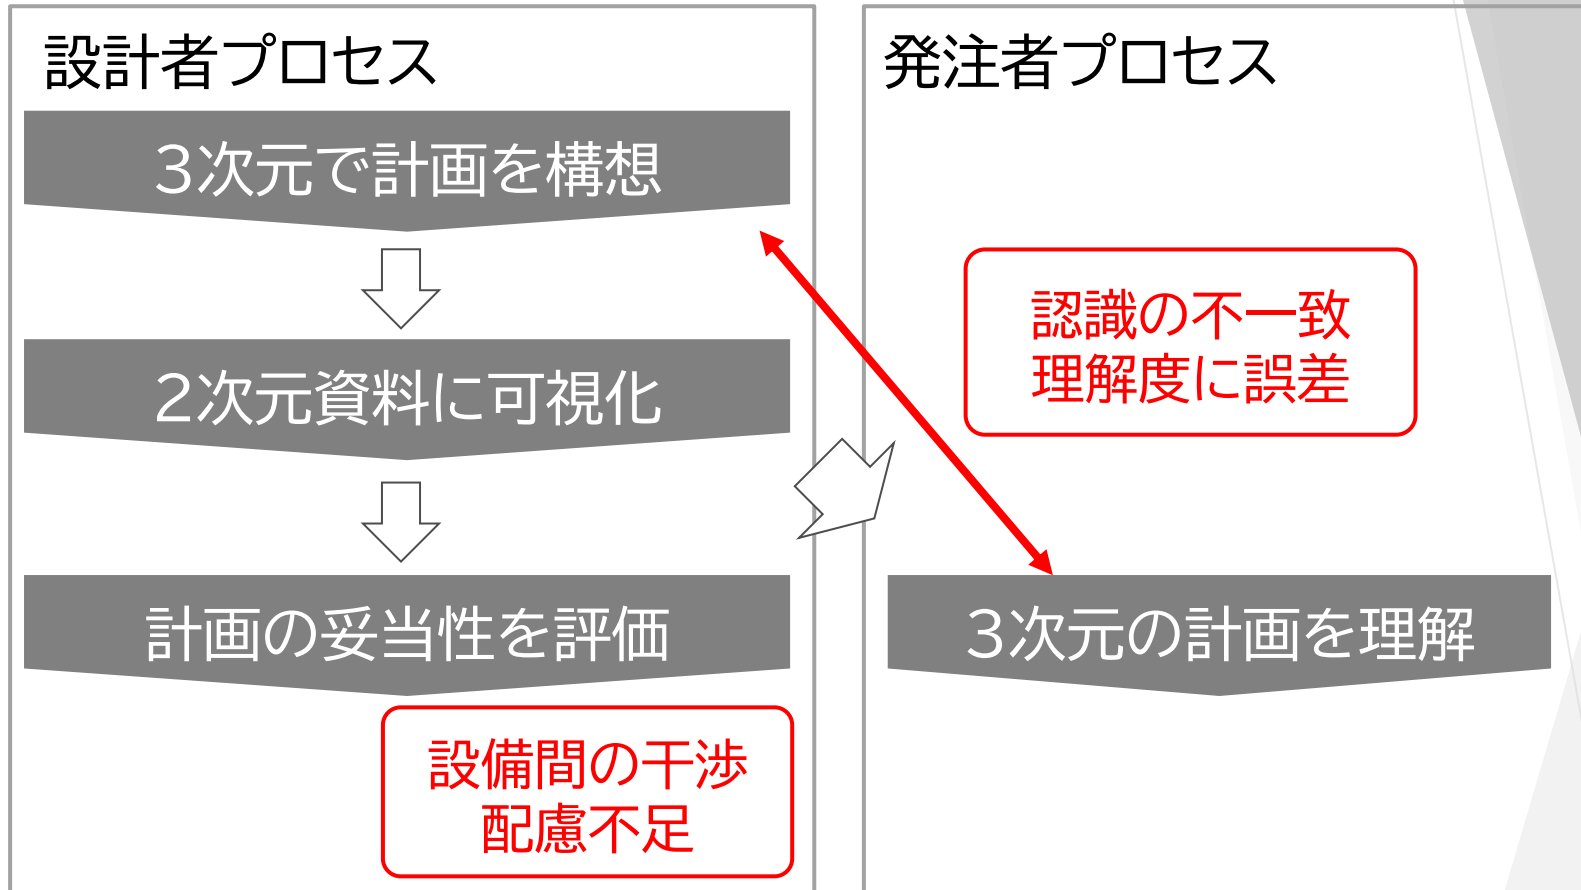 設計者プロセス
3次元で計画を構想
2次元資料に可視化
計画の妥当性を評価
設備間の干渉
配慮不足
発注者プロセス
認識の不一致
理解度に誤差
3次元の計画を理解